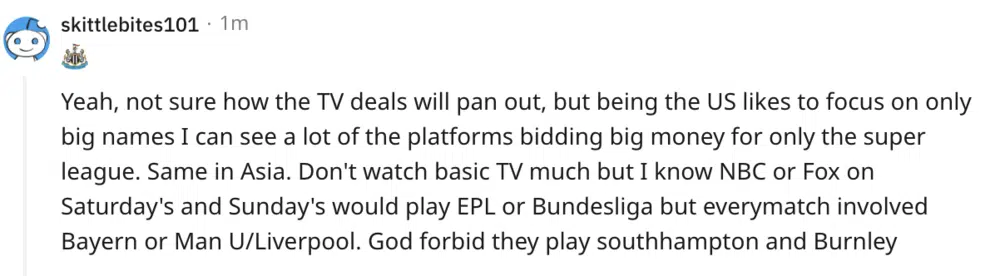 skittlebites101 · 1m
Yeah, not sure how the TV deals will pan out, but being the US likes to focus on only
big names I can see a lot of the platforms bidding big money for only the super
league. Same in Asia. Don't watch basic TV much but I know NBC or Fox on
Saturday's and Sunday's would play EPL or Bundesliga but everymatch involved
Bayern or Man U/Liverpool. God forbid they play southhampton and Burnley